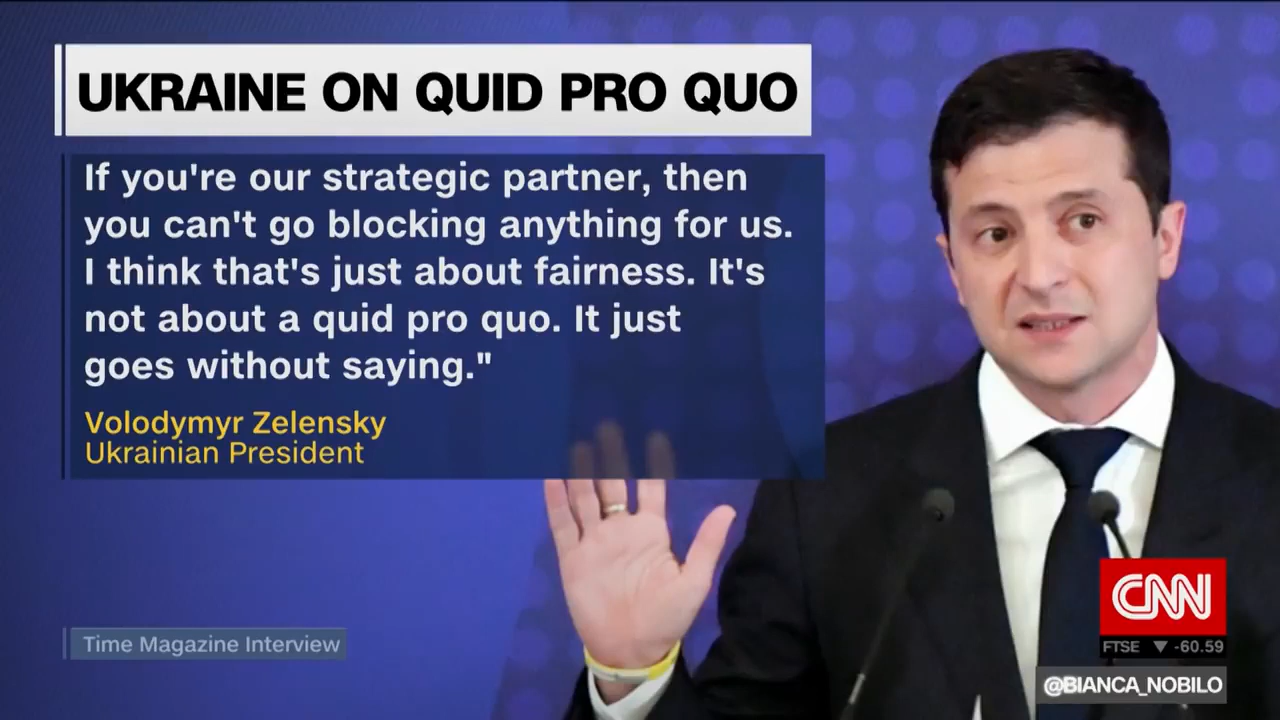 UKRAINE ON QUID PRO QUO
If you're our strategic partner, then
you can't go blocking anything for us.
I think that's just about fairness. It's
not about a quid pro quo. It just
goes without saying."
Volodymyr Zelensky
Ukrainian President
Time Magazine Interview
CNN
FTSE ▼ -60.59
@BIANCA_NOBILO